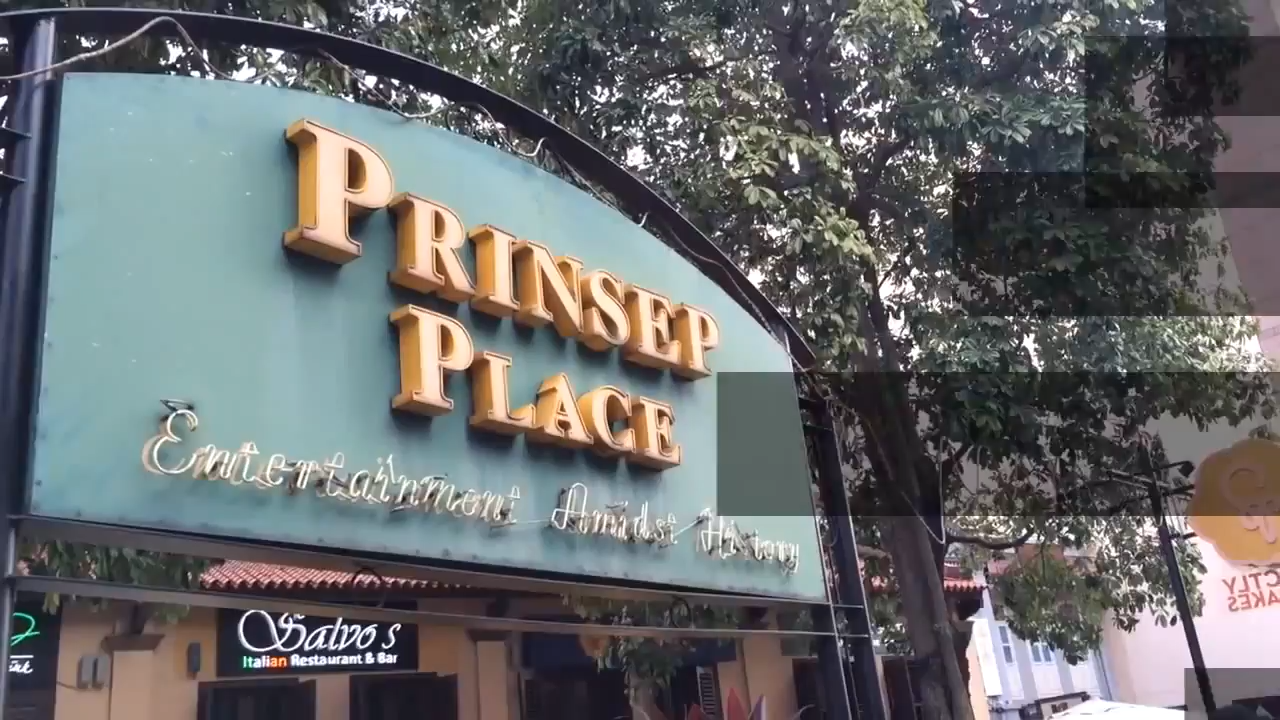 PRINSEP
PLACE
Entertainment Amidst History
Salvo's
Italian Restaurant & Bar